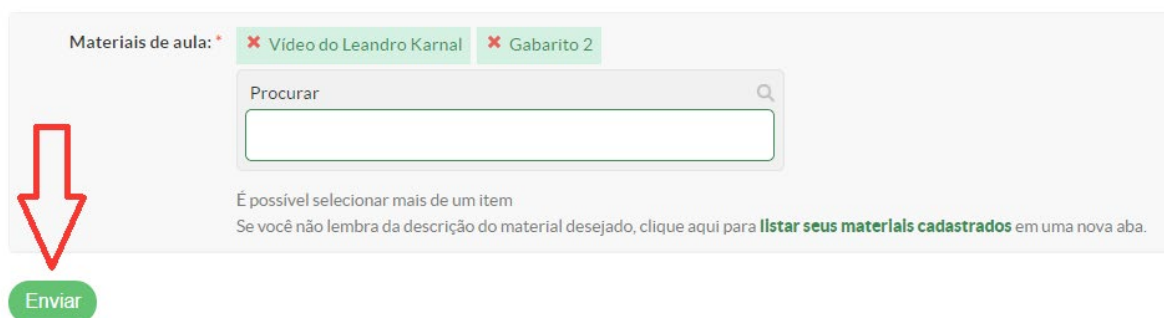 Materiais de aula: * ✖ Vídeo do Leandro Karnal ✖ Gabarito 2
Procurar
É possível selecionar mais de um item
Se você não lembra da descrição do material desejado, clique aqui para listar seus materiais cadastrados em uma nova aba.
Enviar